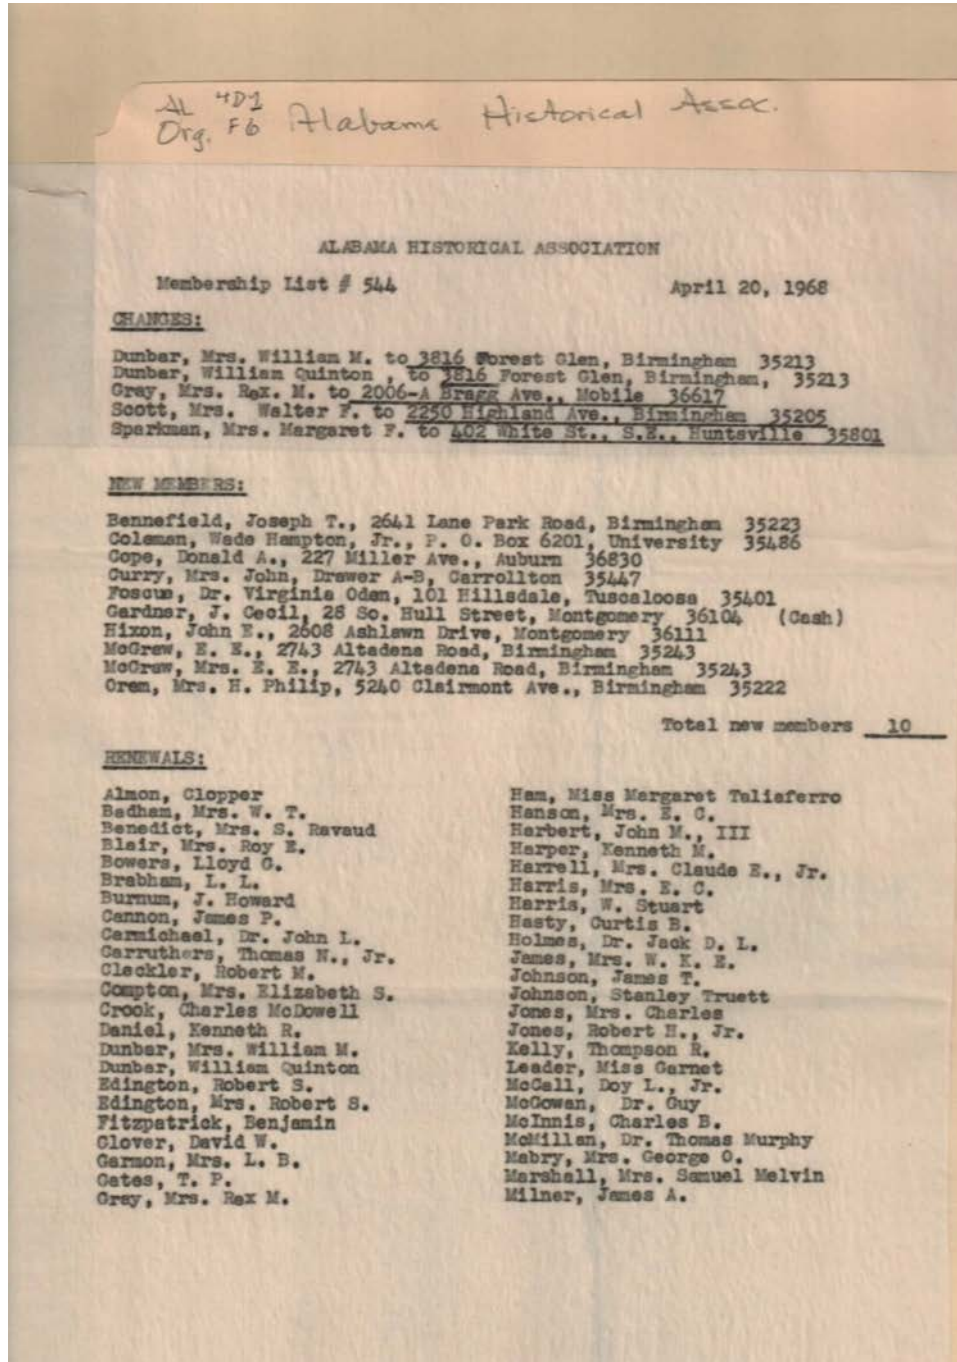 AL 4D1
Org. F6 Alabama Historical Assoc.
ALABAMA HISTORICAL ASSOCIATION
Membership List # 544 April 20, 1968
CHANGES:
Dunbar, Mrs. William M. to 3816 Forest Glen, Birmingham 35213
Dunbar, William Quinton , to 3816 Forest Glen, Birmingham, 35213
Gray, Mrs. Rex. M. to 2006-A Bragg Ave., Mobile 36617
Scott, Mrs. Walter F. to 2250 Highland Ave., Birmingham 35205
Sparkman, Mrs. Margaret F. to 402 White St., S.E., Huntsville 35801
NEW MEMBERS:
Bennefield, Joseph T., 2641 Lane Park Road, Birmingham 35223
Coleman, Wade Hampton, Jr., P. O. Box 6201, University 35486
Cope, Donald A., 227 Miller Ave., Auburn 36830
Curry, Mrs. John, Drawer A-B, Carrollton 35447
Foscue, Dr. Virginia Oden, 101 Hillsdale, Tuscaloosa 35401
Gardner, J. Cecil, 28 So. Hull Street, Montgomery 36104 (Cash)
Hixon, John E., 2608 Ashlawn Drive, Montgomery 36111
McGraw, E. E., 2743 Altadena Road, Birmingham 35243
McGraw, Mrs. E. E., 2743 Altadena Road, Birmingham 35243
Orem, Mrs. H. Philip, 5240 Clairmont Ave., Birmingham 35222
Total new members 10
RENEWALS:
Almon, Clopper
Badham, Mrs. W. T.
Benedict, Mrs. S. Ravaud
Blair, Mrs. Roy E.
Bowers, Lloyd G.
Brabham, L. L.
Burnum, J. Howard
Cannon, James P.
Carmichael, Dr. John L.
Carruthers, Thomas N., Jr.
Cleckler, Robert M.
Compton, Mrs. Elizabeth S.
Crook, Charles McDowell
Daniel, Kenneth R.
Dunbar, Mrs. William M.
Dunbar, William Quinton
Edington, Robert S.
Edington, Mrs. Robert S.
Fitzpatrick, Benjamin
Glover, David W.
Garmon, Mrs. L. B.
Gates, T. P.
Gray, Mrs. Rex M.
Ham, Miss Margaret Taliaferro
Hanson, Mrs. E. C.
Harbert, John M., III
Harper, Kenneth M.
Harrell, Mrs. Claude E., Jr.
Harris, Mrs. E. C.
Harris, W. Stuart
Hasty, Curtis B.
Holmes, Dr. Jack D. L.
James, Mrs. W. K. E.
Johnson, James T.
Johnson, Stanley Truett
Jones, Mrs. Charles
Jones, Robert H., Jr.
Kelly, Thompson R.
Leader, Miss Garnet
McCall, Doy L., Jr.
McGowan, Dr. Guy
McInnis, Charles B.
McMillan, Dr. Thomas Murphy
Mabry, Mrs. George O.
Marshall, Mrs. Samuel Melvin
Milner, James A.